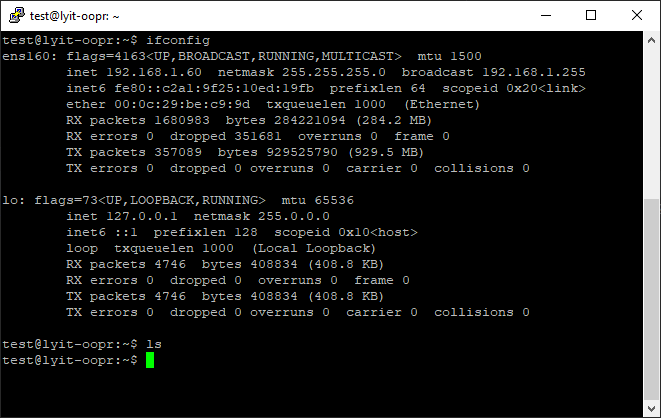 test@lyit-oopr: ~
test@lyit-oopr:~$ ifconfig
ens160: flags=4163<UP,BROADCAST,RUNNING,MULTICAST>  mtu 1500
        inet 192.168.1.60  netmask 255.255.255.0  broadcast 192.168.1.255
        inet6 fe80::c2a1:9f25:10ed:19fb  prefixlen 64  scopeid 0x20<link>
        ether 00:0c:29:be:c9:9d  txqueuelen 1000  (Ethernet)
        RX packets 1680983  bytes 284221094 (284.2 MB)
        RX errors 0  dropped 351681  overruns 0  frame 0
        TX packets 357089  bytes 929525790 (929.5 MB)
        TX errors 0  dropped 0 overruns 0  carrier 0  collisions 0

lo: flags=73<UP,LOOPBACK,RUNNING>  mtu 65536
        inet 127.0.0.1  netmask 255.0.0.0
        inet6 ::1  prefixlen 128  scopeid 0x10<host>
        loop  txqueuelen 1000  (Local Loopback)
        RX packets 4746  bytes 408834 (408.8 KB)
        RX errors 0  dropped 0  overruns 0  frame 0
        TX packets 4746  bytes 408834 (408.8 KB)
        TX errors 0  dropped 0 overruns 0  carrier 0  collisions 0

test@lyit-oopr:~$ ls
test@lyit-oopr:~$